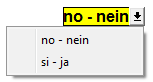 no - nein
no - nein
si - ja